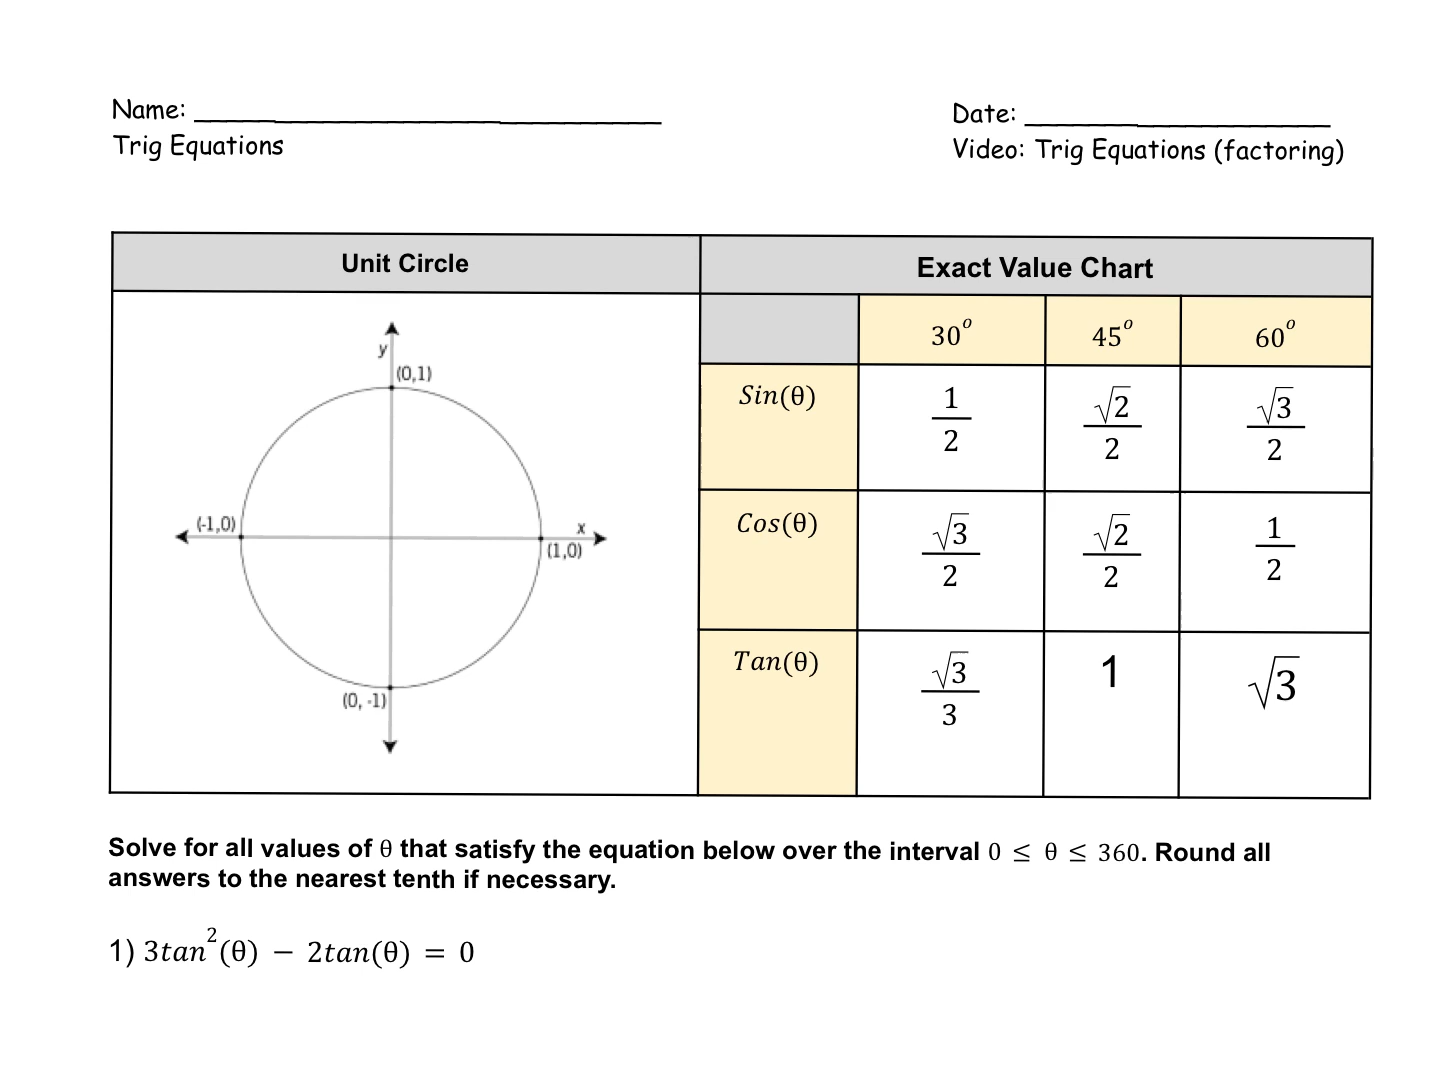 Name: ______________________________
Date: ____________________
Trig Equations
Video: Trig Equations (factoring)
Unit Circle
Exact Value Chart
30° 45° 60°
y
(0,1)
(-1,0)
x
(1,0)
(0, -1)
Sin(θ) 1/2 √2/2 √3/2
Cos(θ) √3/2 √2/2 1/2
Tan(θ) √3/3 1 √3
Solve for all values of θ that satisfy the equation below over the interval 0 ≤ θ ≤ 360. Round all
answers to the nearest tenth if necessary.
1) 3tan²(θ) − 2tan(θ) = 0